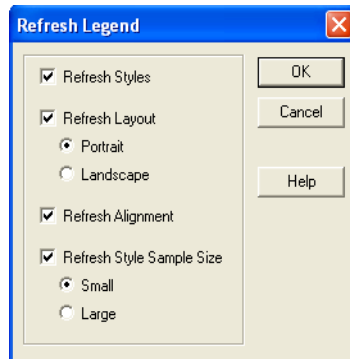 Refresh Legend
Refresh Styles
OK
Refresh Layout
Cancel
Portrait
Landscape
Help
Refresh Alignment
Refresh Style Sample Size
Small
Large